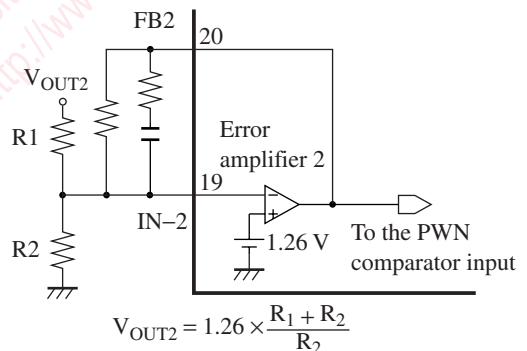 FB2
20
VOUT2
R1
Error
amplifier 2
19
IN−2
R2
1.26 V
To the PWN
comparator input
VOUT2 = 1.26 × R1 + R2 / R2